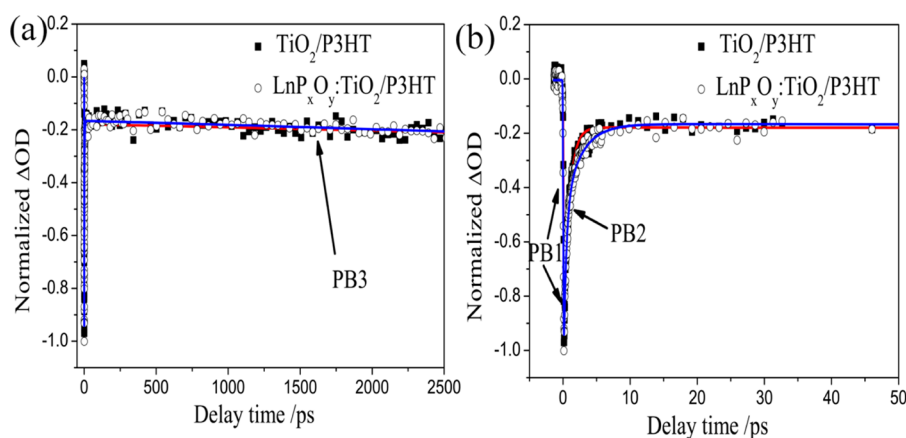 (a)
0.2
0.0
-0.2
-0.4
-0.6
-0.8
-1.0
Normalized ΔOD
TiO2/P3HT
LnPxOy:TiO2/P3HT
PB3
0 500 1000 1500 2000 2500
Delay time /ps
(b)
0.2
0.0
-0.2
-0.4
-0.6
-0.8
-1.0
Normalized ΔOD
TiO2/P3HT
LnPxOy:TiO2/P3HT
PB1
PB2
0 10 20 30 40 50
Delay time /ps